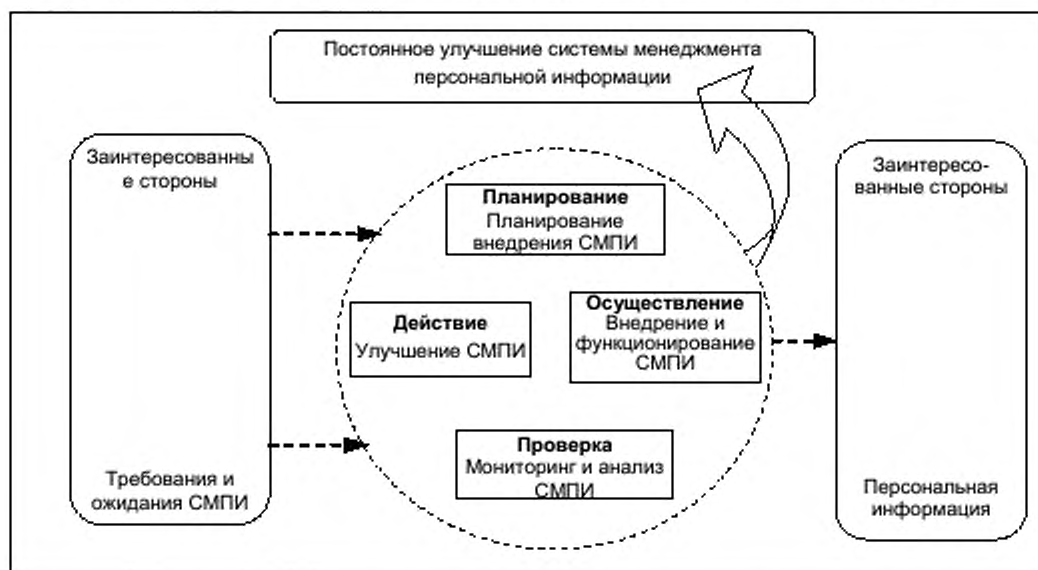 Постоянное улучшение системы менеджмента
персональной информации
Заинтересованны
е стороны
Требования и
ожидания СМПИ
Планирование
Планирование
внедрения СМПИ
Действие
Улучшение СМПИ
Осуществление
Внедрение и
функционирование
СМПИ
Проверка
Мониторинг и анализ
СМПИ
Заинтересо-
ванные стороны
Персональная
информация